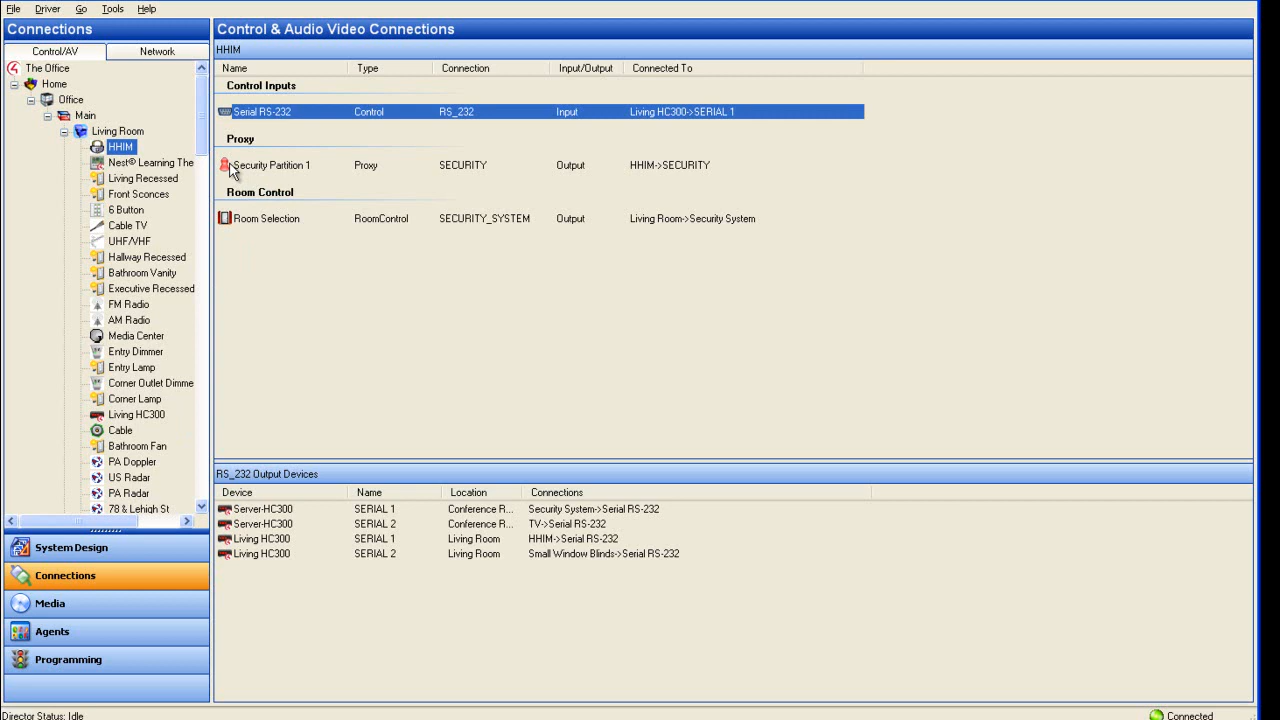 File Driver Go Tools Help
Connections
Control/AV Network
The Office
Home
Office
Main
Living Room
HHIM
Nest® Learning The
Living Recessed
Front Sconces
6 Button
Cable TV
UHF/VHF
Hallway Recessed
Bathroom Vanity
Executive Recessed
FM Radio
AM Radio
Media Center
Entry Dimmer
Entry Lamp
Corner Outlet Dimme
Corner Lamp
Living HC300
Cable
Bathroom Fan
PA Doppler
US Radar
PA Radar
78 & Lehigh St
System Design
Connections
Media
Agents
Programming
Control & Audio Video Connections
HHIM
Name Type Connection Input/Output Connected To
Control Inputs
Serial RS-232 Control RS_232 Input Living HC300->SERIAL 1
Proxy
Security Partition 1 Proxy SECURITY Output HHIM->SECURITY
Room Control
Room Selection RoomControl SECURITY_SYSTEM Output Living Room->Security System
RS_232 Output Devices
Device Name Location Connections
Server-HC300 SERIAL 1 Conference R... Security System->Serial RS-232
Server-HC300 SERIAL 2 Conference R... TV->Serial RS-232
Living HC300 SERIAL 1 Living Room HHIM->Serial RS-232
Living HC300 SERIAL 2 Living Room Small Window Blinds->Serial RS-232
Director Status: Idle
Connected